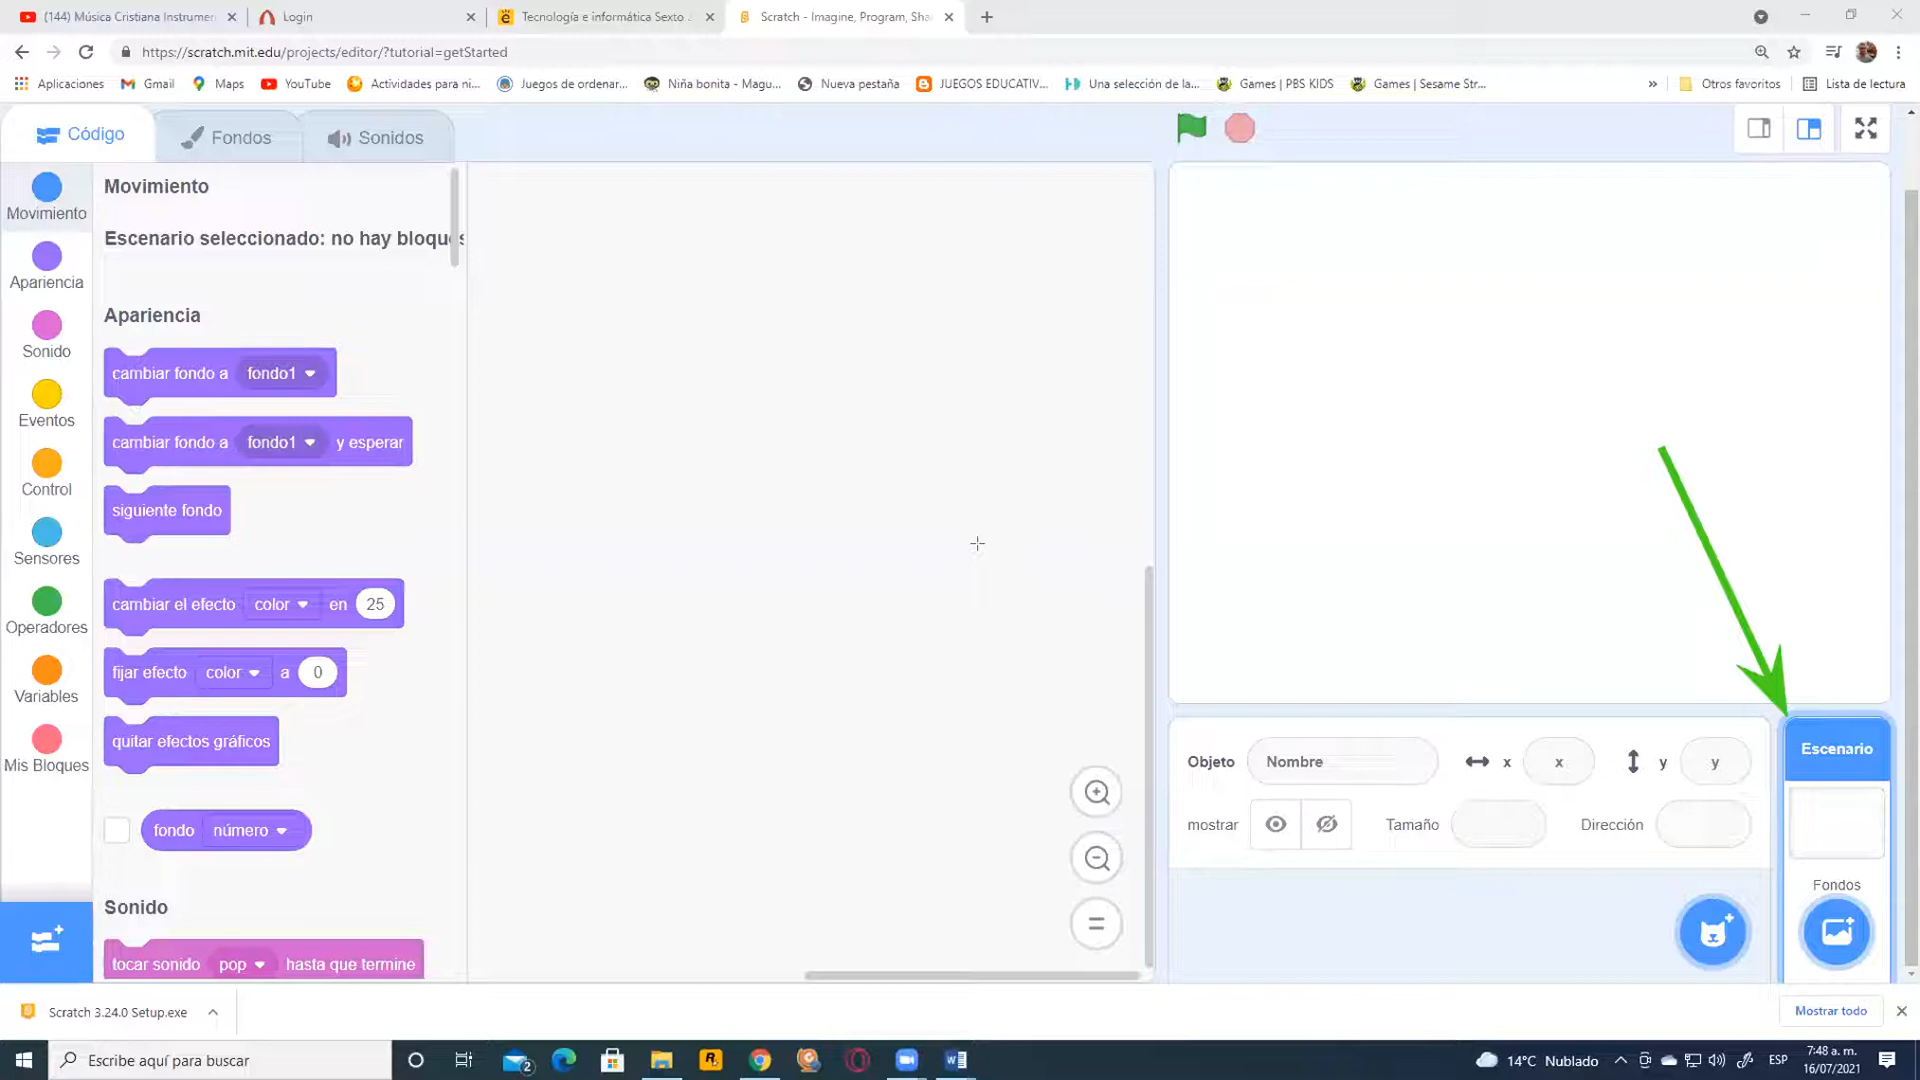 (144) Música Cristiana Instrumen
Login
Tecnología e informática Sexto
Scratch - Imagine, Program, Sha
https://scratch.mit.edu/projects/editor/?tutorial=getStarted
Aplicaciones
Gmail
Maps
YouTube
Actividades para ni...
Juegos de ordenar...
Niña bonita - Magu...
Nueva pestaña
JUEGOS EDUCATIV...
Una selección de la...
Games | PBS KIDS
Games | Sesame Str...
»
Otros favoritos
Lista de lectura
Código
Fondos
Sonidos
Movimiento
Apariencia
Sonido
Eventos
Control
Sensores
Operadores
Variables
Mis Bloques
Movimiento
Escenario seleccionado: no hay bloques
Apariencia
cambiar fondo a fondo1
cambiar fondo a fondo1 y esperar
siguiente fondo
cambiar el efecto color en 25
fijar efecto color a 0
quitar efectos gráficos
fondo número
Sonido
tocar sonido pop hasta que termine
Objeto Nombre x x y y
mostrar Tamaño Dirección
Escenario
Fondos
Scratch 3.24.0 Setup.exe
Mostrar todo
Escribe aquí para buscar
2
14°C Nublado
ESP
7:48 a. m.
16/07/2021